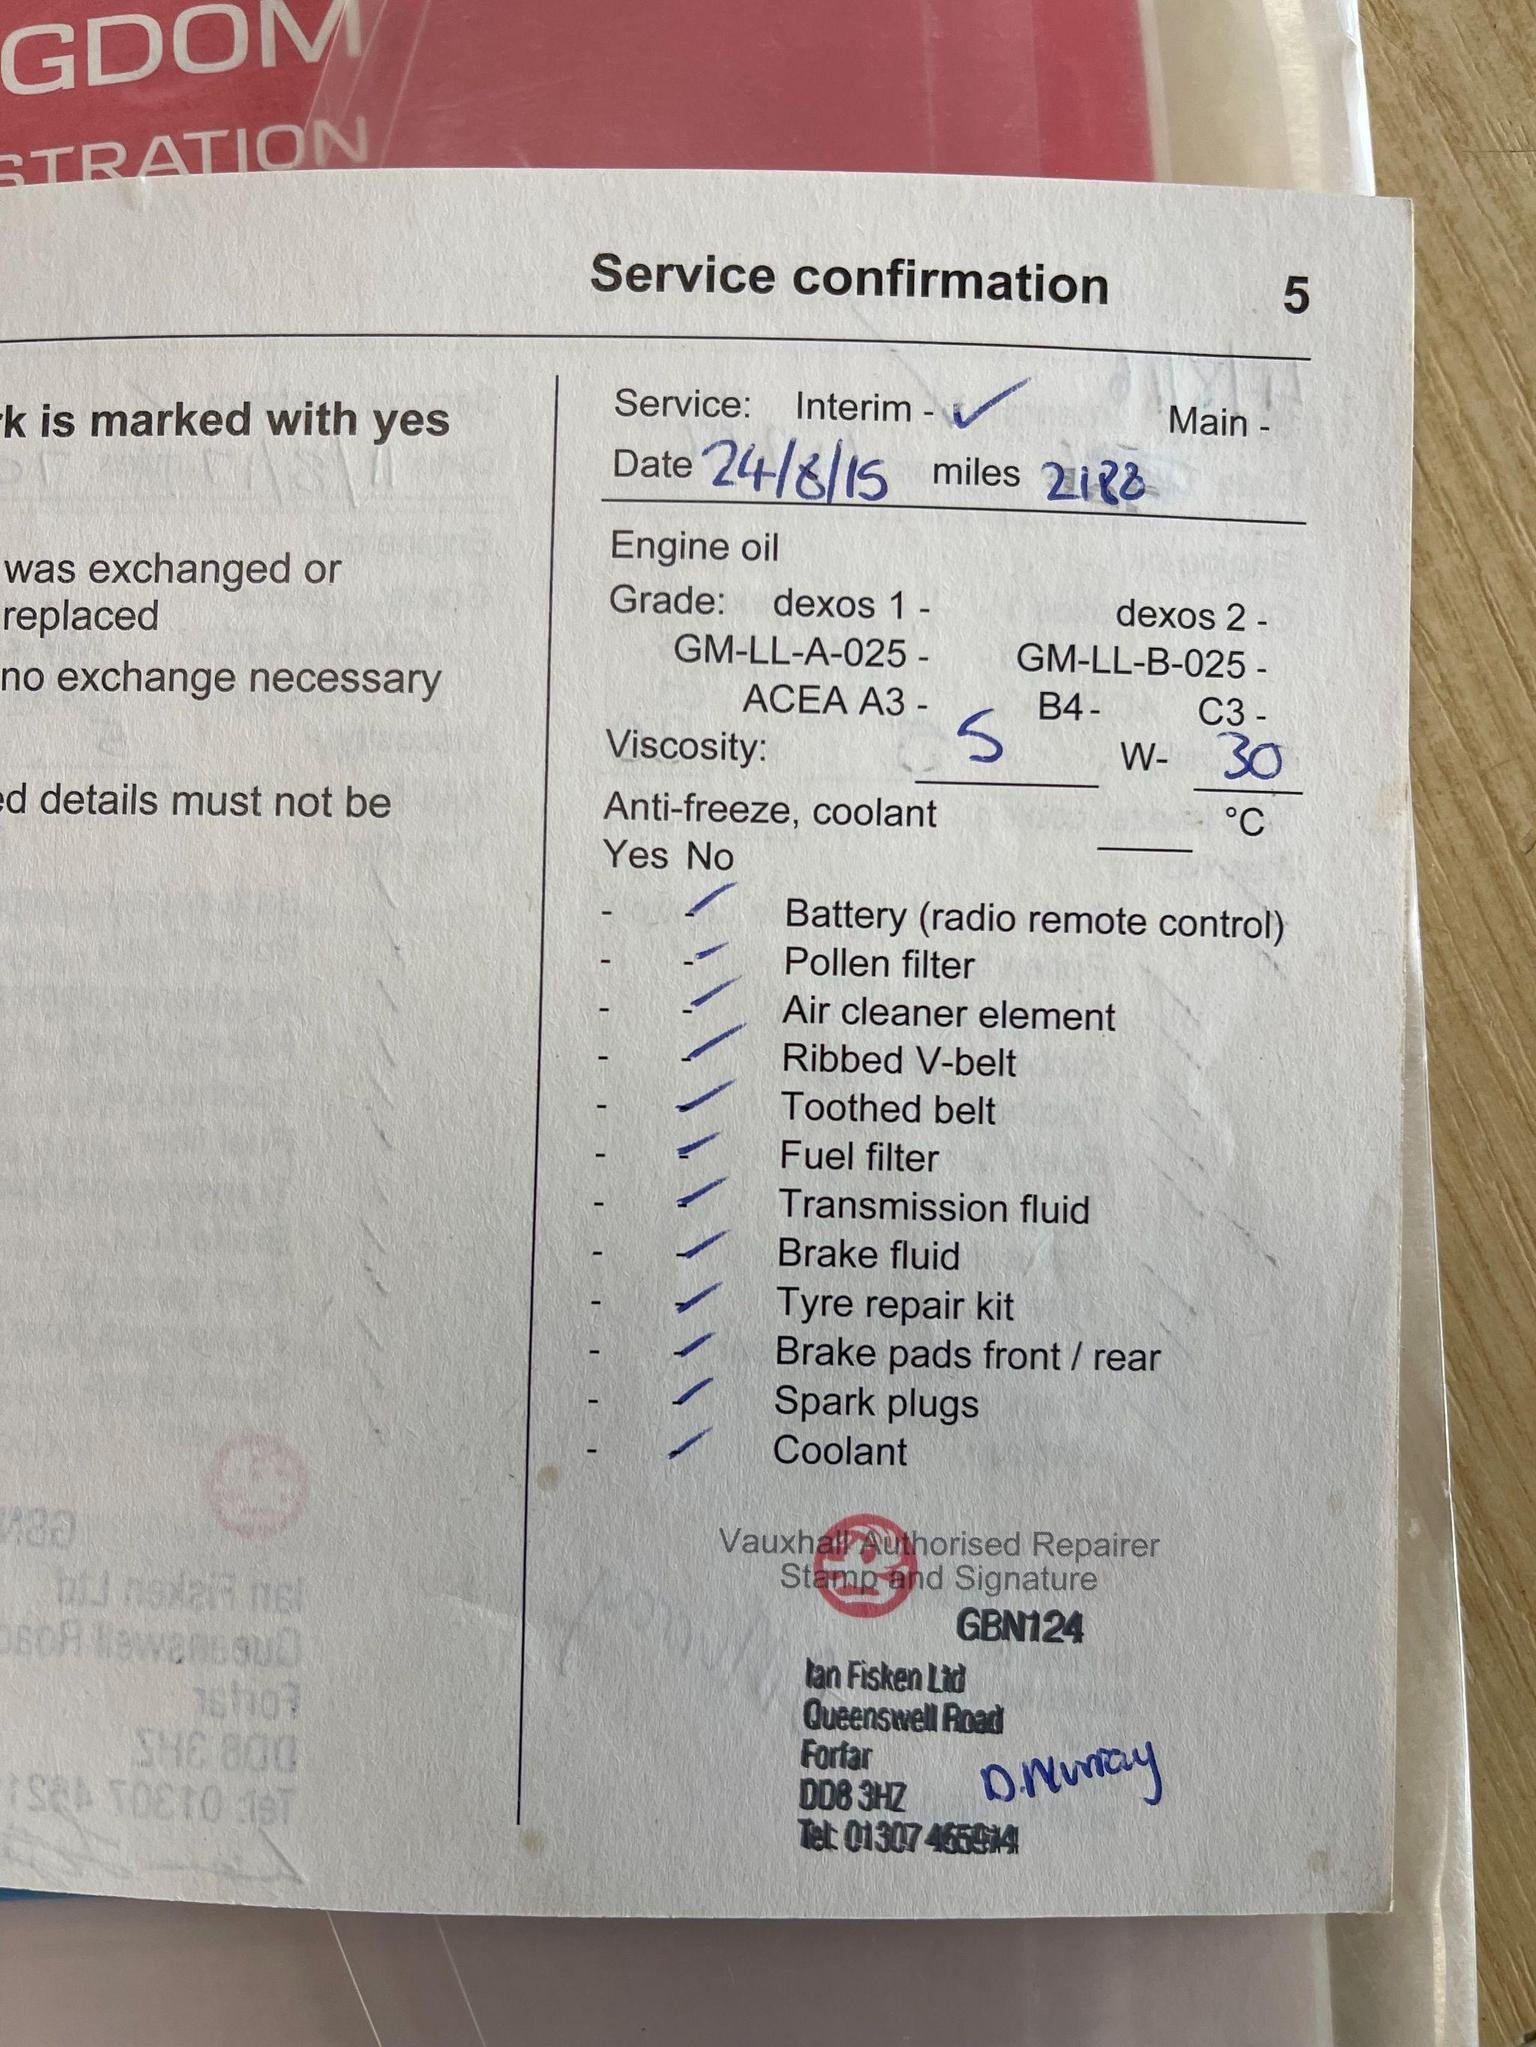 GDOM
STRATION
Service confirmation 5
rk is marked with yes
was exchanged or
replaced
no exchange necessary
ed details must not be
Service: Interim - ✓ Main -
Date 24/8/15 miles 2188
Engine oil
Grade: dexos 1 - dexos 2 -
GM-LL-A-025 - GM-LL-B-025 -
ACEA A3 - B4 - C3 -
Viscosity: 5 W- 30
Anti-freeze, coolant °C
Yes No
- - Battery (radio remote control)
- - Pollen filter
- - Air cleaner element
- - Ribbed V-belt
- - Toothed belt
- - Fuel filter
- - Transmission fluid
- - Brake fluid
- - Tyre repair kit
- - Brake pads front / rear
- - Spark plugs
- - Coolant
Vauxhall Authorised Repairer
Stamp and Signature
GBN124
Ian Fisken Ltd
Queenswell Road
Forfar
DD8 3HZ
D. Murray
Tel: 01307